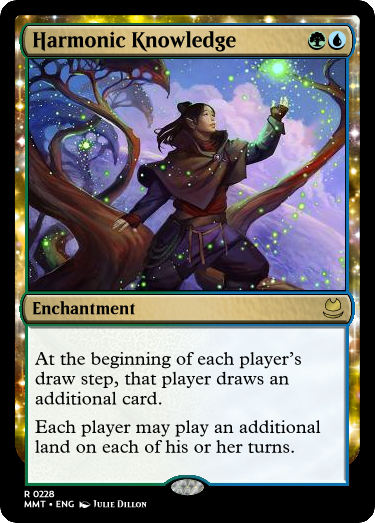 Harmonic Knowledge
Enchantment
At the beginning of each player's
draw step, that player draws an
additional card.
Each player may play an additional
land on each of his or her turns.
R 0228
MMT • ENG Julie Dillon